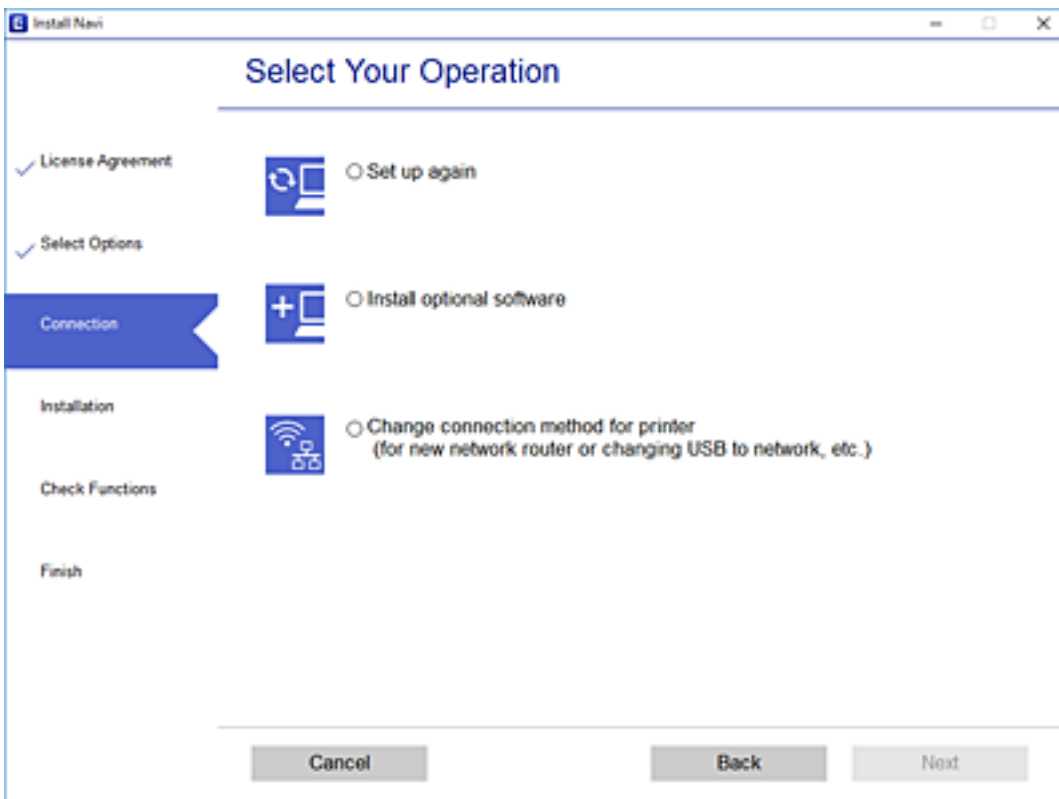 Install Navi
Select Your Operation
License Agreement
Select Options
Connection
Installation
Check Functions
Finish
Set up again
Install optional software
Change connection method for printer
(for new network router or changing USB to network, etc.)
Cancel
Back
Next